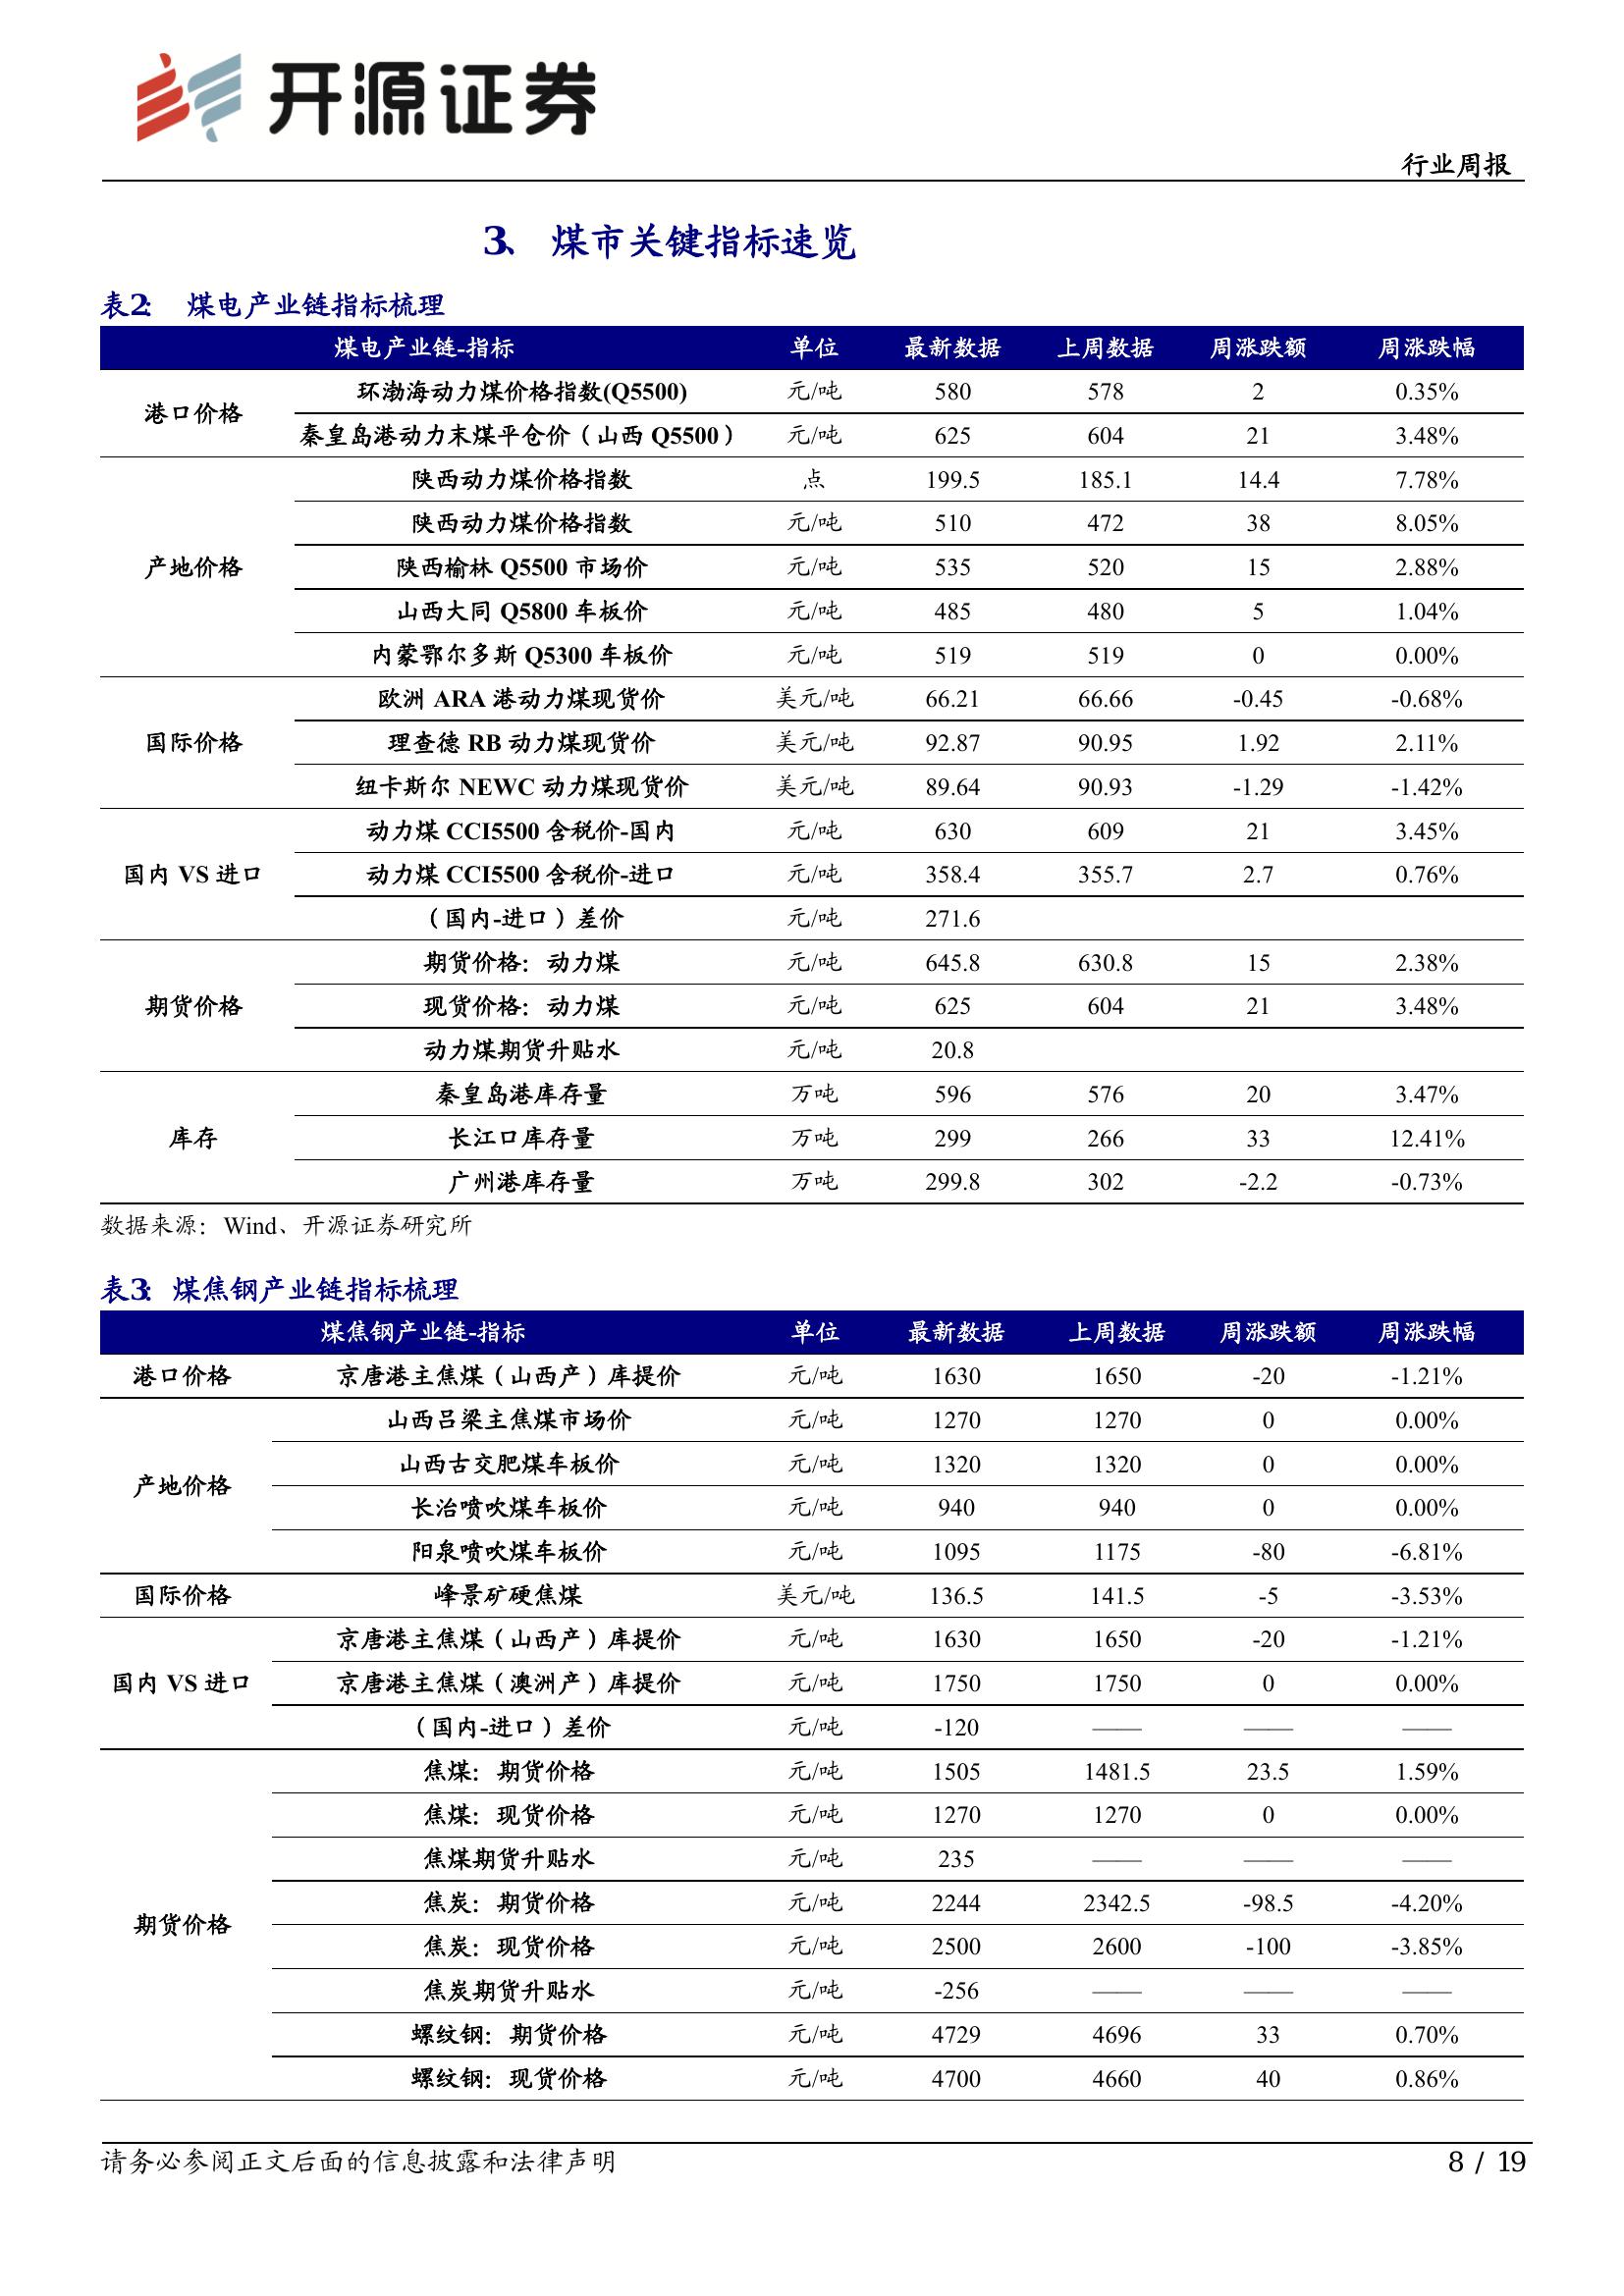 开源证券
行业周报
3、 煤市关键指标速览
表2： 煤电产业链指标梳理
煤电产业链-指标 单位 最新数据 上周数据 周涨跌额 周涨跌幅
港口价格 环渤海动力煤价格指数(Q5500) 元/吨 580 578 2 0.35%
秦皇岛港动力末煤平仓价（山西 Q5500） 元/吨 625 604 21 3.48%
产地价格 陕西动力煤价格指数 点 199.5 185.1 14.4 7.78%
陕西动力煤价格指数 元/吨 510 472 38 8.05%
陕西榆林 Q5500 市场价 元/吨 535 520 15 2.88%
山西大同 Q5800 车板价 元/吨 485 480 5 1.04%
内蒙鄂尔多斯 Q5300 车板价 元/吨 519 519 0 0.00%
国际价格 欧洲 ARA 港动力煤现货价 美元/吨 66.21 66.66 -0.45 -0.68%
理查德 RB 动力煤现货价 美元/吨 92.87 90.95 1.92 2.11%
纽卡斯尔 NEWC 动力煤现货价 美元/吨 89.64 90.93 -1.29 -1.42%
国内 VS 进口 动力煤 CCI5500 含税价-国内 元/吨 630 609 21 3.45%
动力煤 CCI5500 含税价-进口 元/吨 358.4 355.7 2.7 0.76%
（国内-进口）差价 元/吨 271.6
期货价格 期货价格：动力煤 元/吨 645.8 630.8 15 2.38%
现货价格：动力煤 元/吨 625 604 21 3.48%
动力煤期货升贴水 元/吨 20.8
库存 秦皇岛港库存量 万吨 596 576 20 3.47%
长江口库存量 万吨 299 266 33 12.41%
广州港库存量 万吨 299.8 302 -2.2 -0.73%
数据来源：Wind、开源证券研究所
表3：煤焦钢产业链指标梳理
煤焦钢产业链-指标 单位 最新数据 上周数据 周涨跌额 周涨跌幅
港口价格 京唐港主焦煤（山西产）库提价 元/吨 1630 1650 -20 -1.21%
产地价格 山西吕梁主焦煤市场价 元/吨 1270 1270 0 0.00%
山西古交肥煤车板价 元/吨 1320 1320 0 0.00%
长治喷吹煤车板价 元/吨 940 940 0 0.00%
阳泉喷吹煤车板价 元/吨 1095 1175 -80 -6.81%
国际价格 峰景矿硬焦煤 美元/吨 136.5 141.5 -5 -3.53%
国内 VS 进口 京唐港主焦煤（山西产）库提价 元/吨 1630 1650 -20 -1.21%
京唐港主焦煤（澳洲产）库提价 元/吨 1750 1750 0 0.00%
（国内-进口）差价 元/吨 -120 —— —— ——
期货价格 焦煤：期货价格 元/吨 1505 1481.5 23.5 1.59%
焦煤：现货价格 元/吨 1270 1270 0 0.00%
焦煤期货升贴水 元/吨 235 —— —— ——
焦炭：期货价格 元/吨 2244 2342.5 -98.5 -4.20%
焦炭：现货价格 元/吨 2500 2600 -100 -3.85%
焦炭期货升贴水 元/吨 -256 —— —— ——
螺纹钢：期货价格 元/吨 4729 4696 33 0.70%
螺纹钢：现货价格 元/吨 4700 4660 40 0.86%
请务必参阅正文后面的信息披露和法律声明 8 / 19